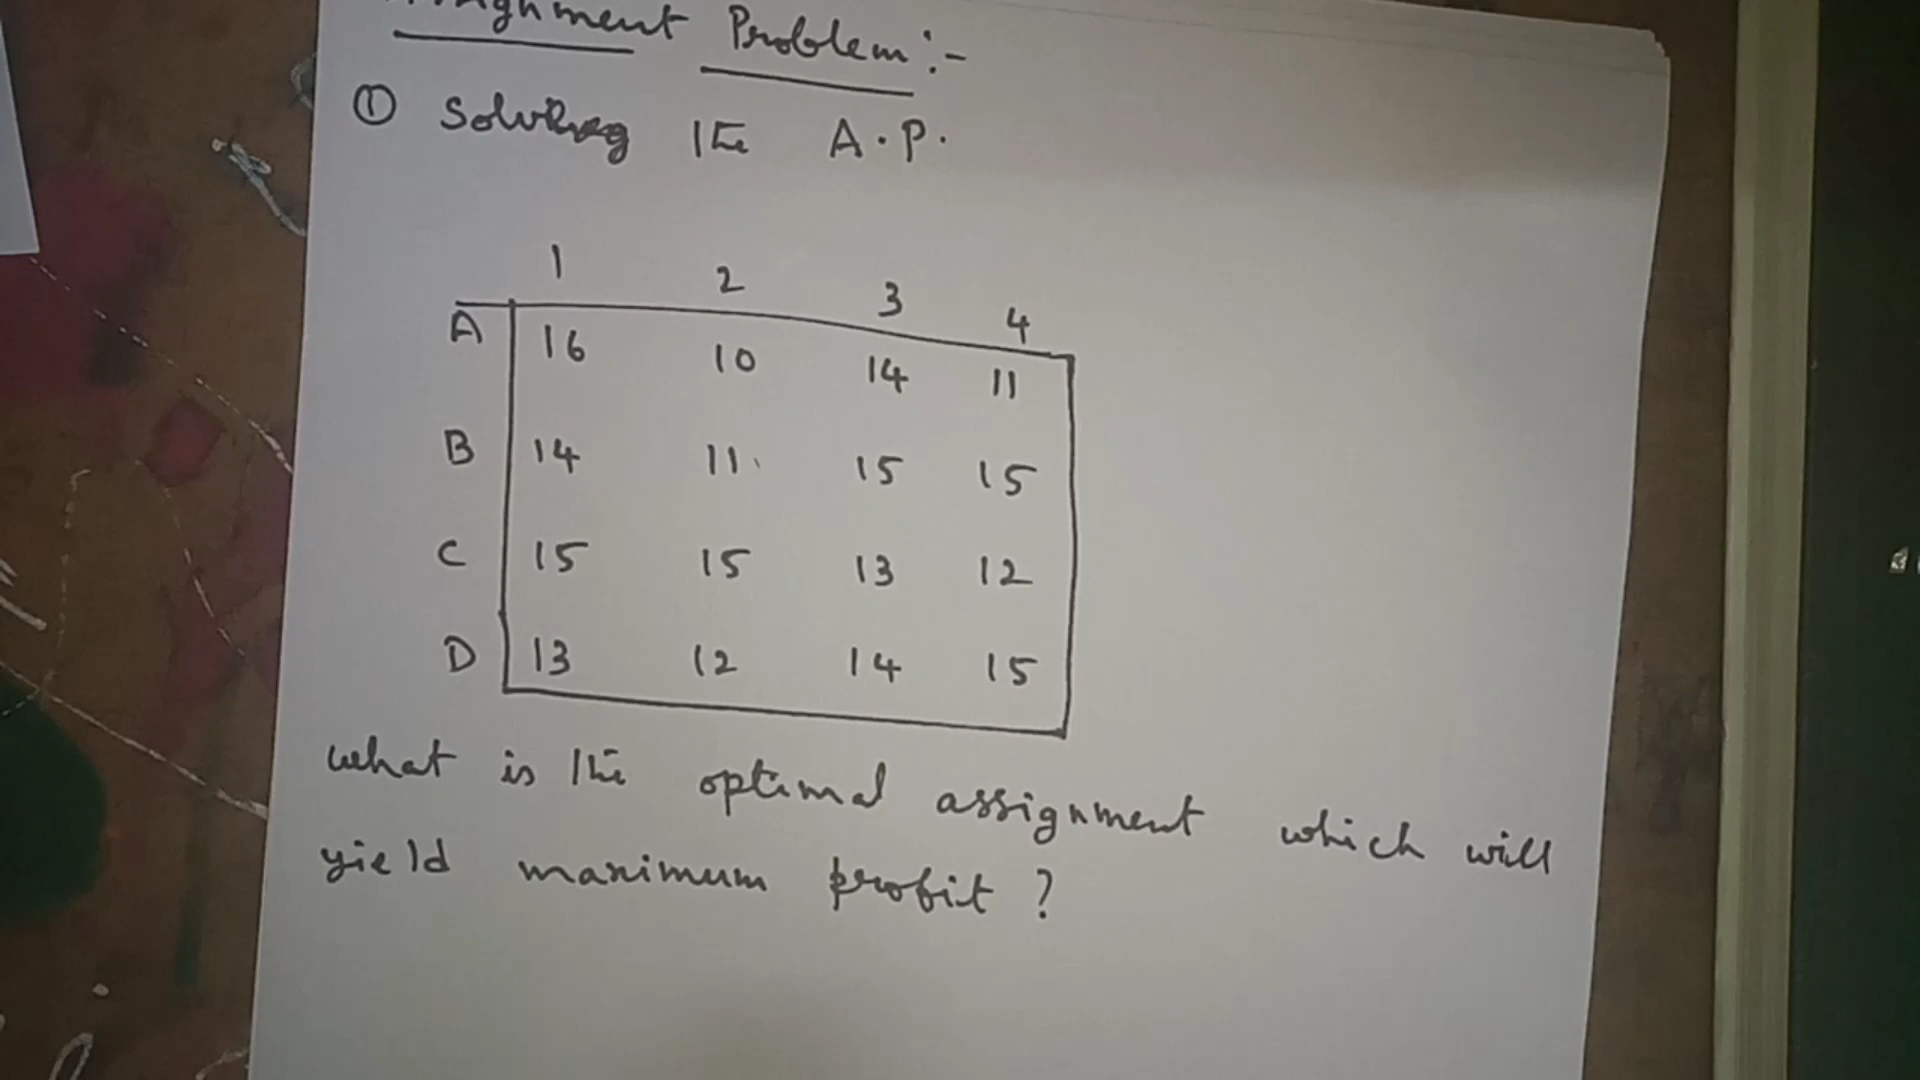 Assignment Problem :-
① Solving the A.P.
1 2 3 4
A 16 10 14 11
B 14 11 15 15
C 15 15 13 12
D 13 12 14 15
what is the optimal assignment which will
yield maximum profit ?